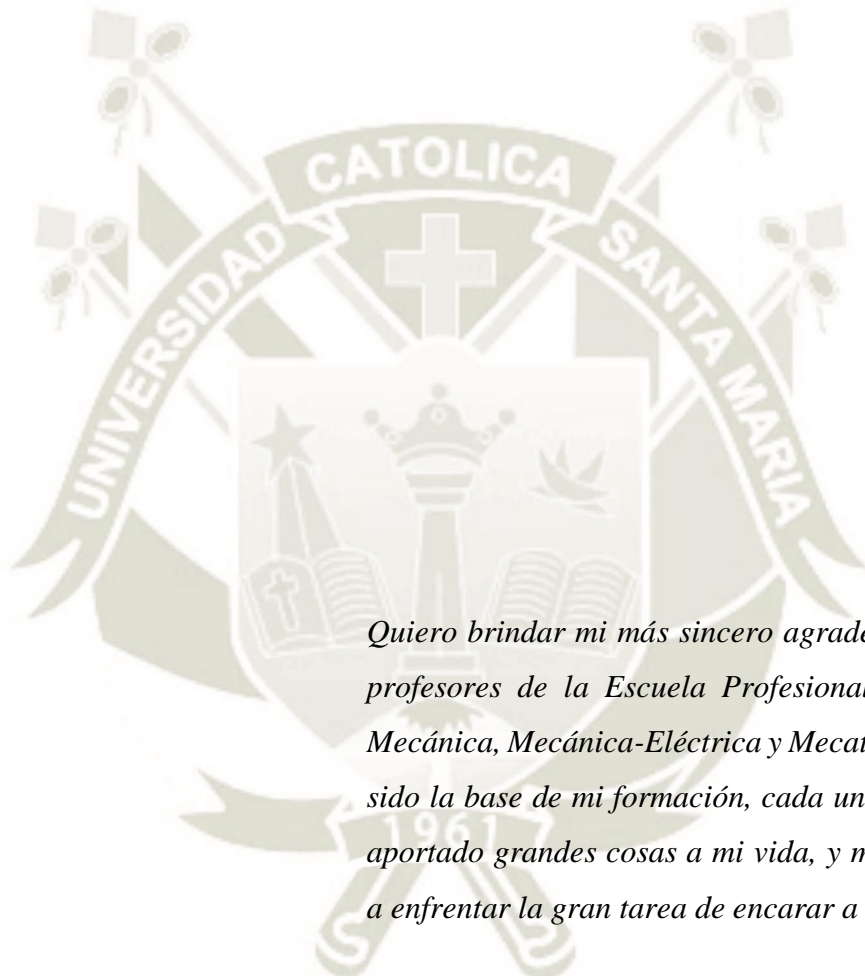 CATOLICA
UNIVERSIDAD
SANTA MARIA
Quiero brindar mi más sincero agrade
profesores de la Escuela Profesional
Mecánica, Mecánica-Eléctrica y Mecat
sido la base de mi formación, cada un
aportado grandes cosas a mi vida, y m
a enfrentar la gran tarea de encarar a
1961